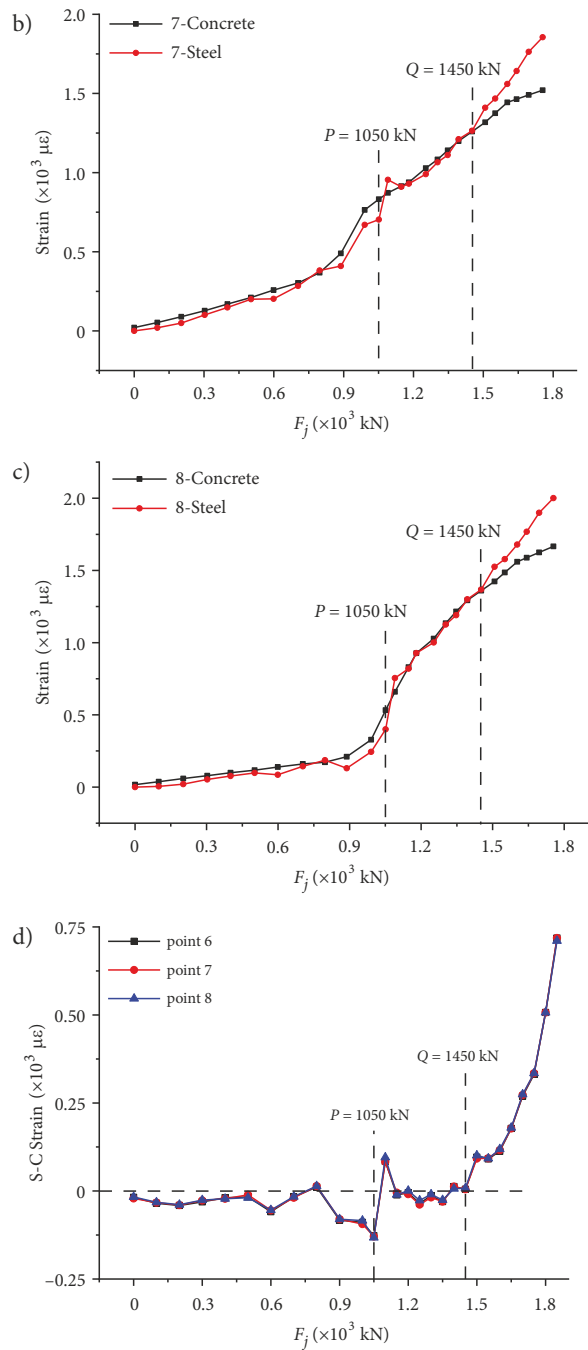 b)
7-Concrete
7-Steel
Q = 1450 kN
P = 1050 kN
Strain (×10³ με)
2.0
1.5
1.0
0.5
0
0 0.3 0.6 0.9 1.2 1.5 1.8
Fⱼ (×10³ kN)
c)
8-Concrete
8-Steel
Q = 1450 kN
P = 1050 kN
Strain (×10³ με)
2.0
1.5
1.0
0.5
0
0 0.3 0.6 0.9 1.2 1.5 1.8
Fⱼ (×10³ kN)
d)
point 6
point 7
point 8
Q = 1450 kN
P = 1050 kN
S-C Strain (×10³ με)
0.75
0.50
0.25
0
−0.25
0 0.3 0.6 0.9 1.2 1.5 1.8
Fⱼ (×10³ kN)